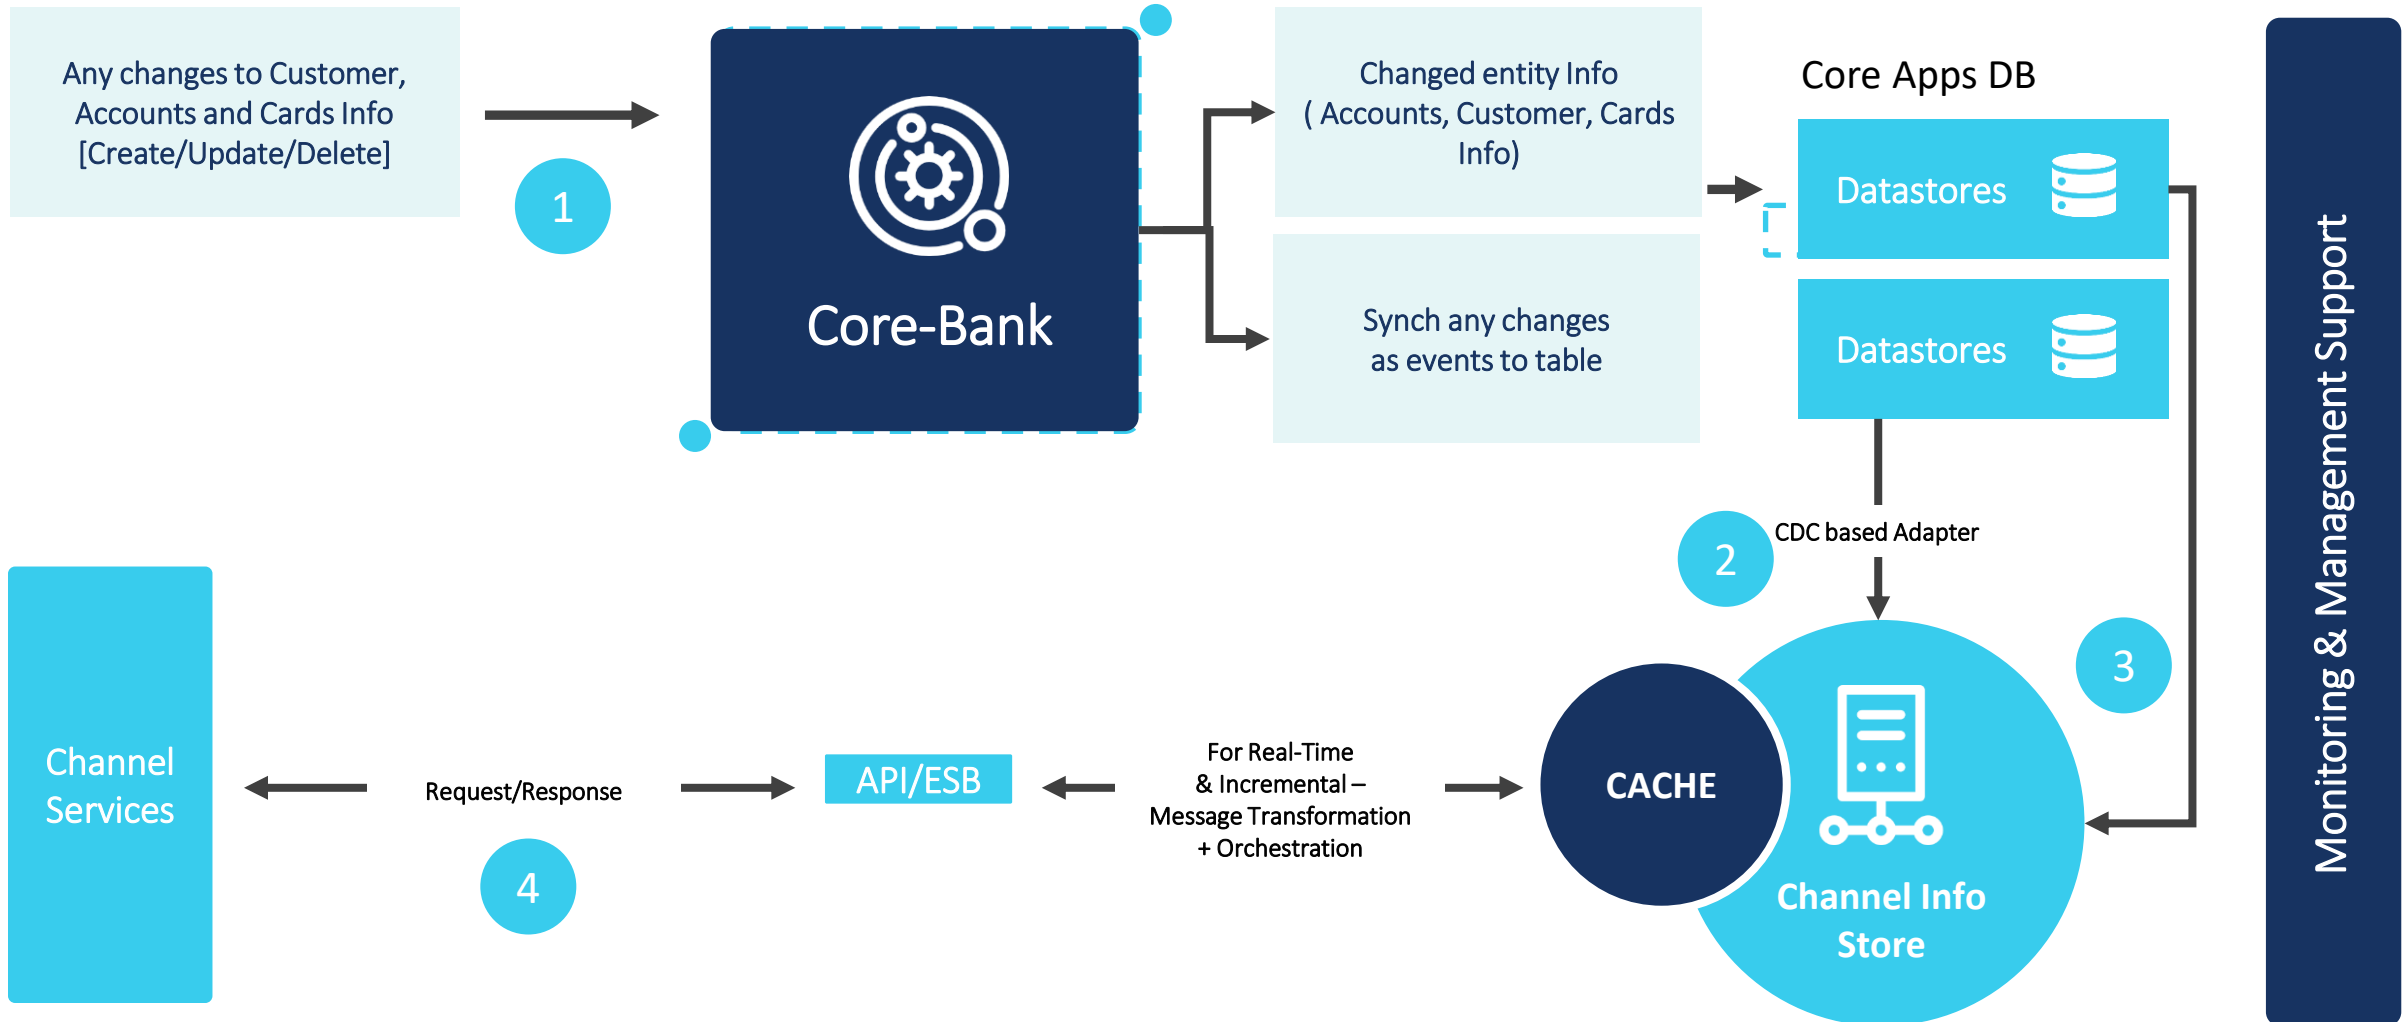 Any changes to Customer,
Accounts and Cards Info
[Create/Update/Delete]
1
Core-Bank
Changed entity Info
( Accounts, Customer, Cards
Info)
Synch any changes
as events to table
Core Apps DB
Datastores
Datastores
Monitoring & Management Support
2
CDC based Adapter
3
Channel
Services
Request/Response
4
API/ESB
For Real-Time
& Incremental –
Message Transformation
+ Orchestration
CACHE
Channel Info
Store